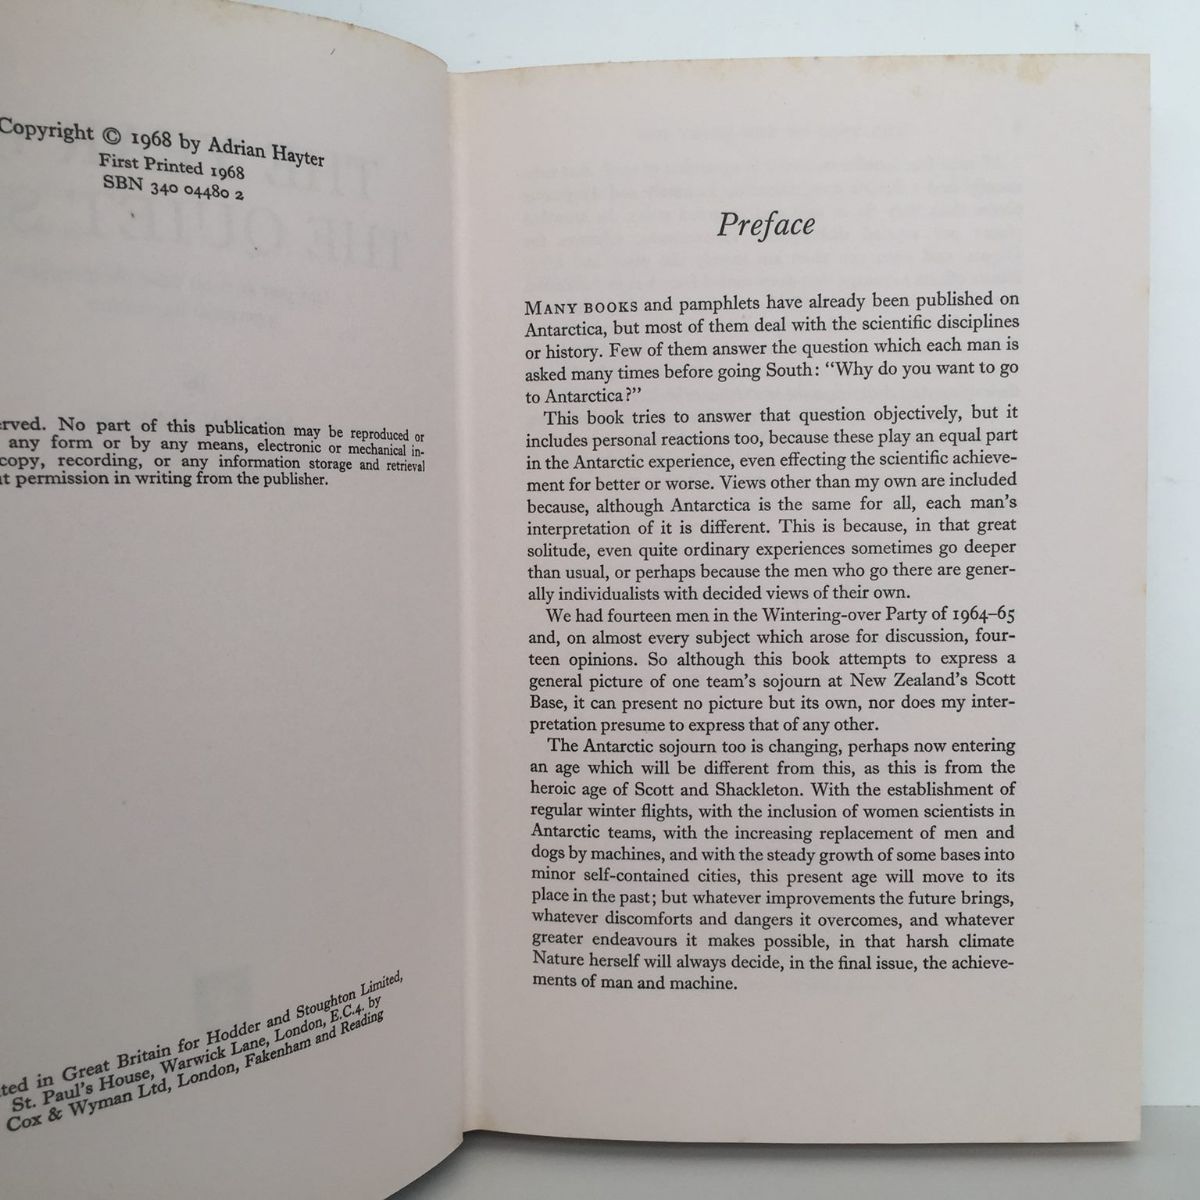 Copyright © 1968 by Adrian Hayter
First Printed 1968
SBN 340 04480 2
No part of this publication may be reproduced or
any form or by any means, electronic or mechanical in-
recording, or any information storage and retrieval
permission in writing from the publisher.
in Great Britain for Hodder and Stoughton Limited,
St. Paul's House, Warwick Lane, London, E.C.4. by
Cox & Wyman Ltd, London, Fakenham and Reading
Preface
MANY BOOKS and pamphlets have already been published on
Antarctica, but most of them deal with the scientific disciplines
or history. Few of them answer the question which each man is
asked many times before going South: “Why do you want to go
to Antarctica?”
This book tries to answer that question objectively, but it
includes personal reactions too, because these play an equal part
in the Antarctic experience, even effecting the scientific achieve-
ment for better or worse. Views other than my own are included
because, although Antarctica is the same for all, each man’s
interpretation of it is different. This is because, in that great
solitude, even quite ordinary experiences sometimes go deeper
than usual, or perhaps because the men who go there are gener-
ally individualists with decided views of their own.
We had fourteen men in the Wintering-over Party of 1964–65
and, on almost every subject which arose for discussion, four-
teen opinions. So although this book attempts to express a
general picture of one team’s sojourn at New Zealand’s Scott
Base, it can present no picture but its own, nor does my inter-
pretation presume to express that of any other.
The Antarctic sojourn too is changing, perhaps now entering
an age which will be different from this, as this is from the
heroic age of Scott and Shackleton. With the establishment of
regular winter flights, with the inclusion of women scientists in
Antarctic teams, with the increasing replacement of men and
dogs by machines, and with the steady growth of some bases into
minor self-contained cities, this present age will move to its
place in the past; but whatever improvements the future brings,
whatever discomforts and dangers it overcomes, and whatever
greater endeavours it makes possible, in that harsh climate
Nature herself will always decide, in the final issue, the achieve-
ments of man and machine.